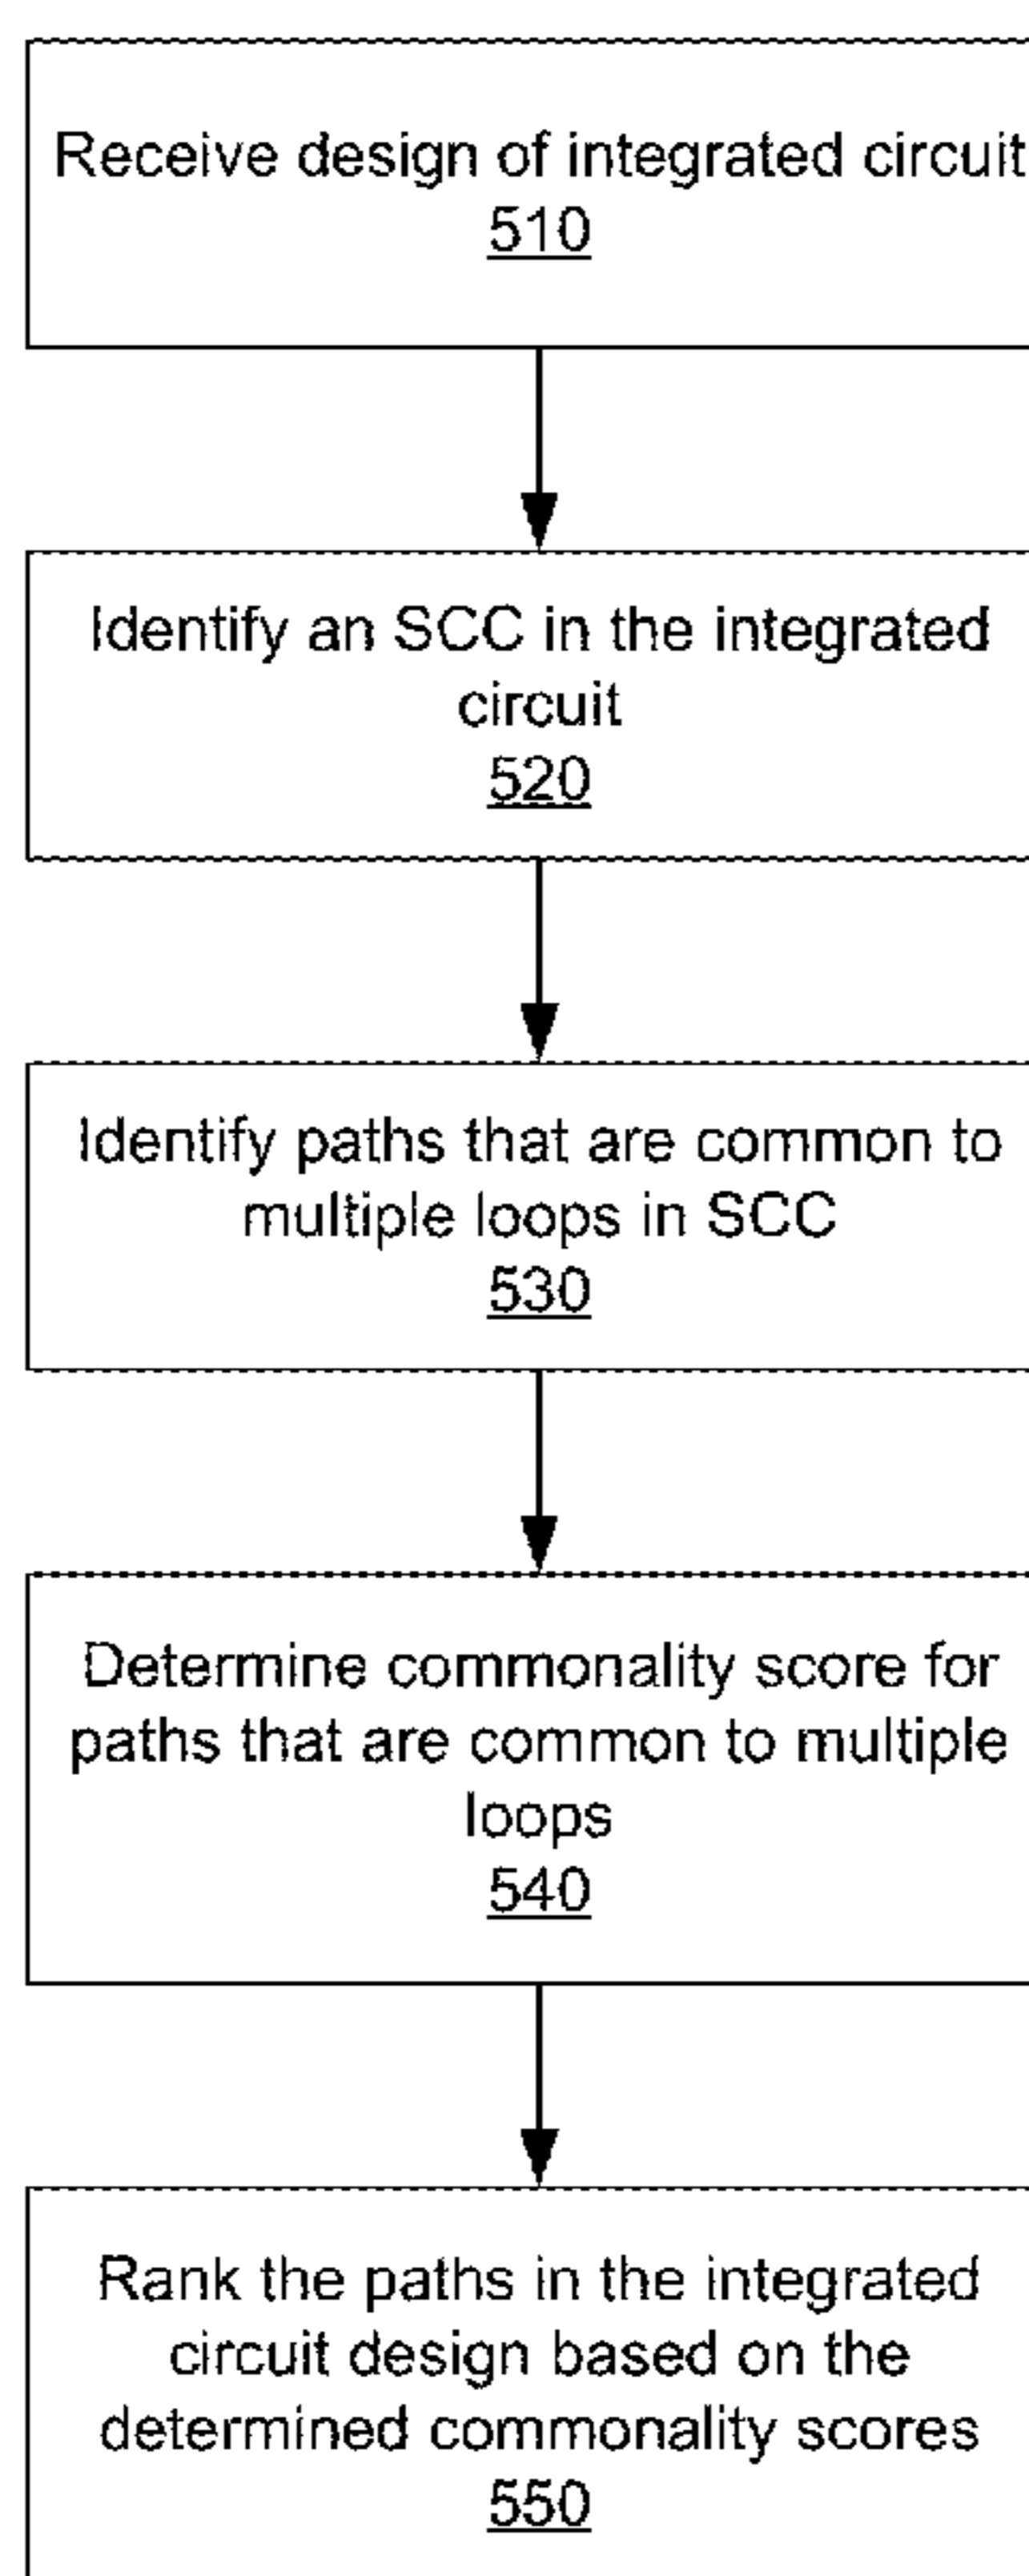 Receive design of integrated circuit
510
Identify an SCC in the integrated
circuit
520
Identify paths that are common to
multiple loops in SCC
530
Determine commonality score for
paths that are common to multiple
loops
540
Rank the paths in the integrated
circuit design based on the
determined commonality scores
550